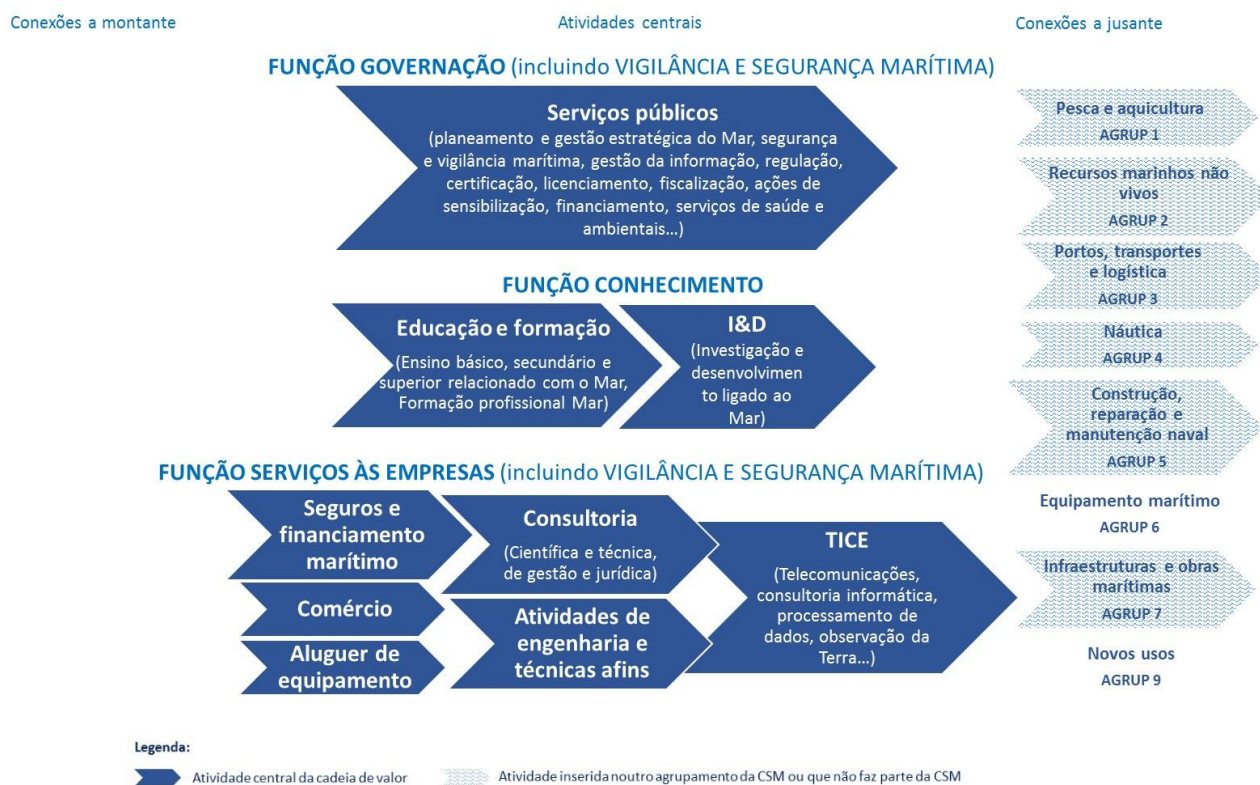 Conexões a montante
Atividades centrais
Conexões a jusante
FUNÇÃO GOVERNAÇÃO (incluindo VIGILÂNCIA E SEGURANÇA MARÍTIMA)
Serviços públicos
(planeamento e gestão estratégica do Mar, segurança
e vigilância marítima, gestão da informação, regulação,
certificação, licenciamento, fiscalização, ações de
sensibilização, financiamento, serviços de saúde e
ambientais...)
FUNÇÃO CONHECIMENTO
Educação e formação
(Ensino básico, secundário e
superior relacionado com o Mar,
Formação profissional Mar)
I&D
(Investigação e
desenvolvimen
to ligado ao
Mar)
FUNÇÃO SERVIÇOS ÀS EMPRESAS (incluindo VIGILÂNCIA E SEGURANÇA MARÍTIMA)
Seguros e
financiamento
marítimo
Comércio
Aluguer de
equipamento
Consultoria
(Científica e técnica,
de gestão e jurídica)
Atividades de
engenharia e
técnicas afins
TICE
(Telecomunicações,
consultoria informática,
processamento de
dados, observação da
Terra...)
Pesca e aquicultura
AGRUP 1
Recursos marinhos não
vivos
AGRUP 2
Portos, transportes
e logística
AGRUP 3
Náutica
AGRUP 4
Construção,
reparação e
manutenção naval
AGRUP 5
Equipamento marítimo
AGRUP 6
Infraestruturas e obras
marítimas
AGRUP 7
Novos usos
AGRUP 9
Legenda:
Atividade central da cadeia de valor
Atividade inserida noutro agrupamento da CSM ou que não faz parte da CSM